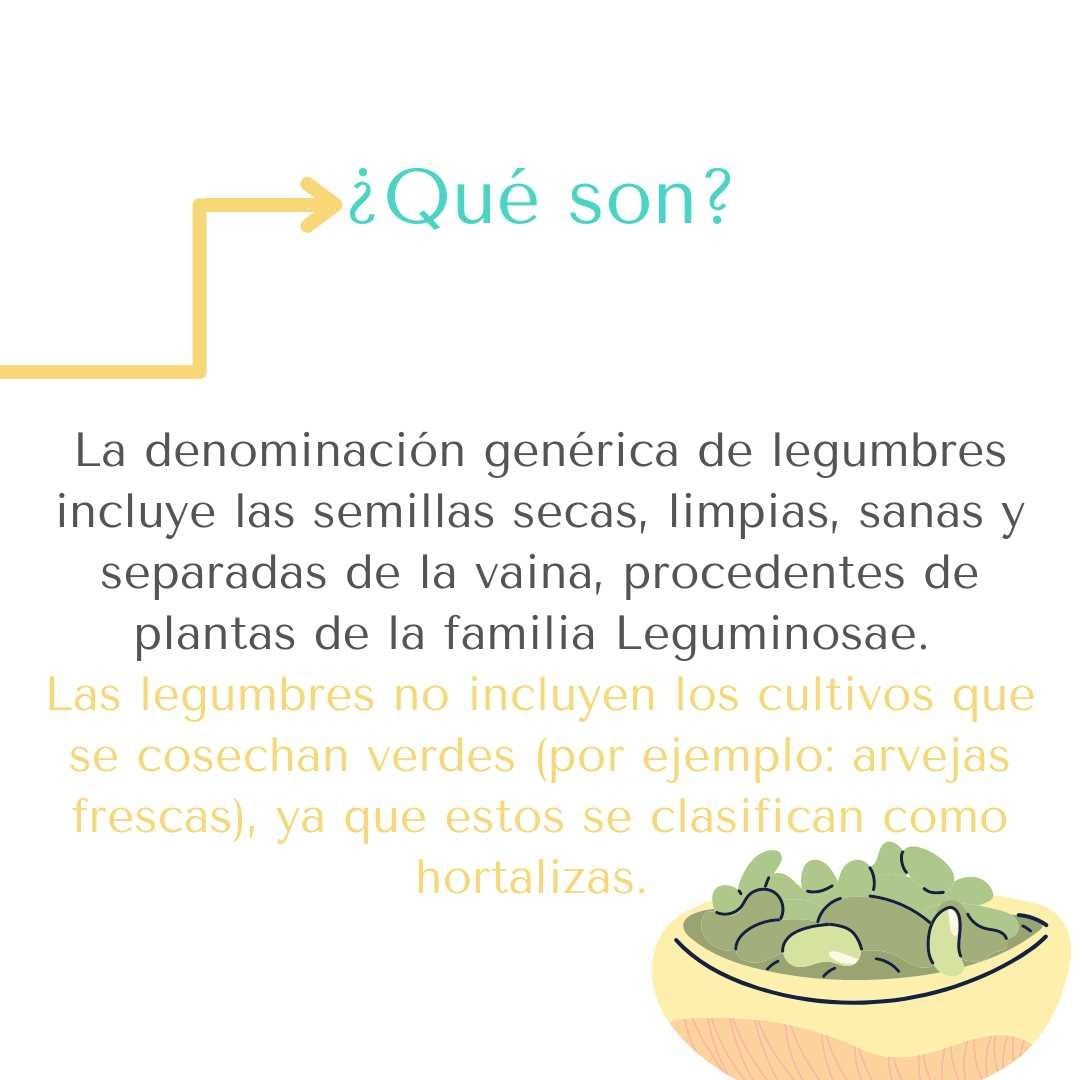 ¿Qué son?
La denominación genérica de legumbres
incluye las semillas secas, limpias, sanas y
separadas de la vaina, procedentes de
plantas de la familia Leguminosae.
Las legumbres no incluyen los cultivos que
se cosechan verdes (por ejemplo: arvejas
frescas), ya que estos se clasifican como
hortalizas.